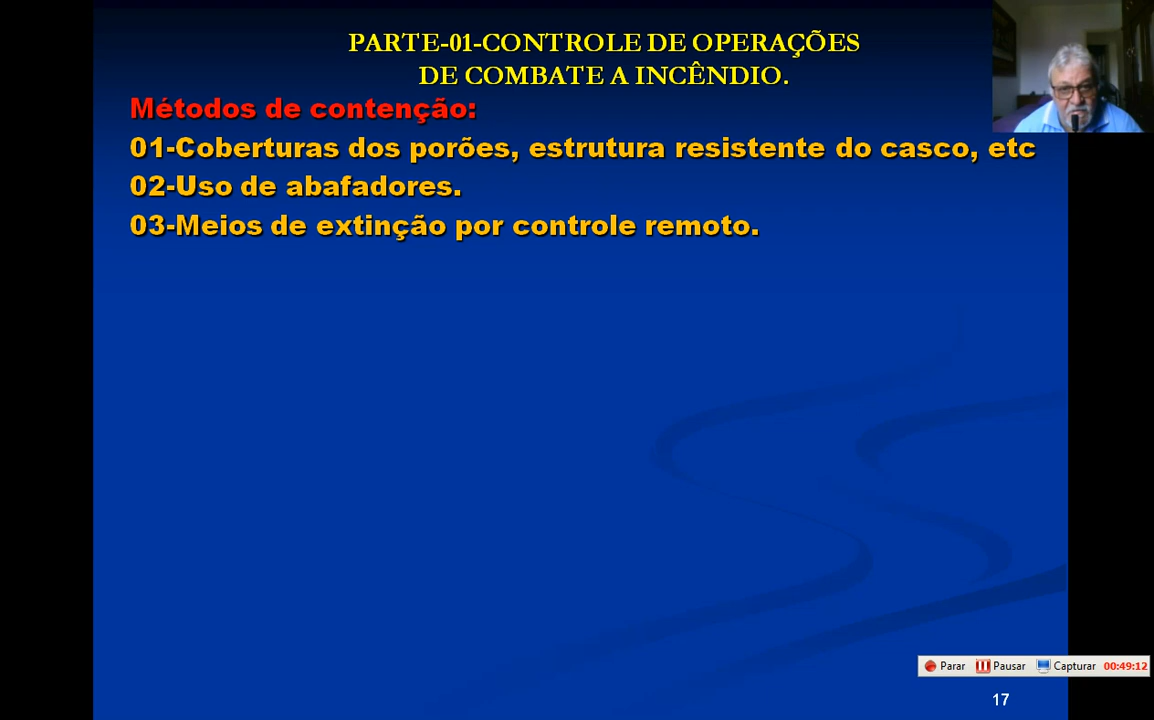 PARTE-01-CONTROLE DE OPERAÇÕES
DE COMBATE A INCÊNDIO.
Métodos de contenção:
01-Coberturas dos porões, estrutura resistente do casco, etc
02-Uso de abafadores.
03-Meios de extinção por controle remoto.
Parar Pausar Capturar 00:49:12
17